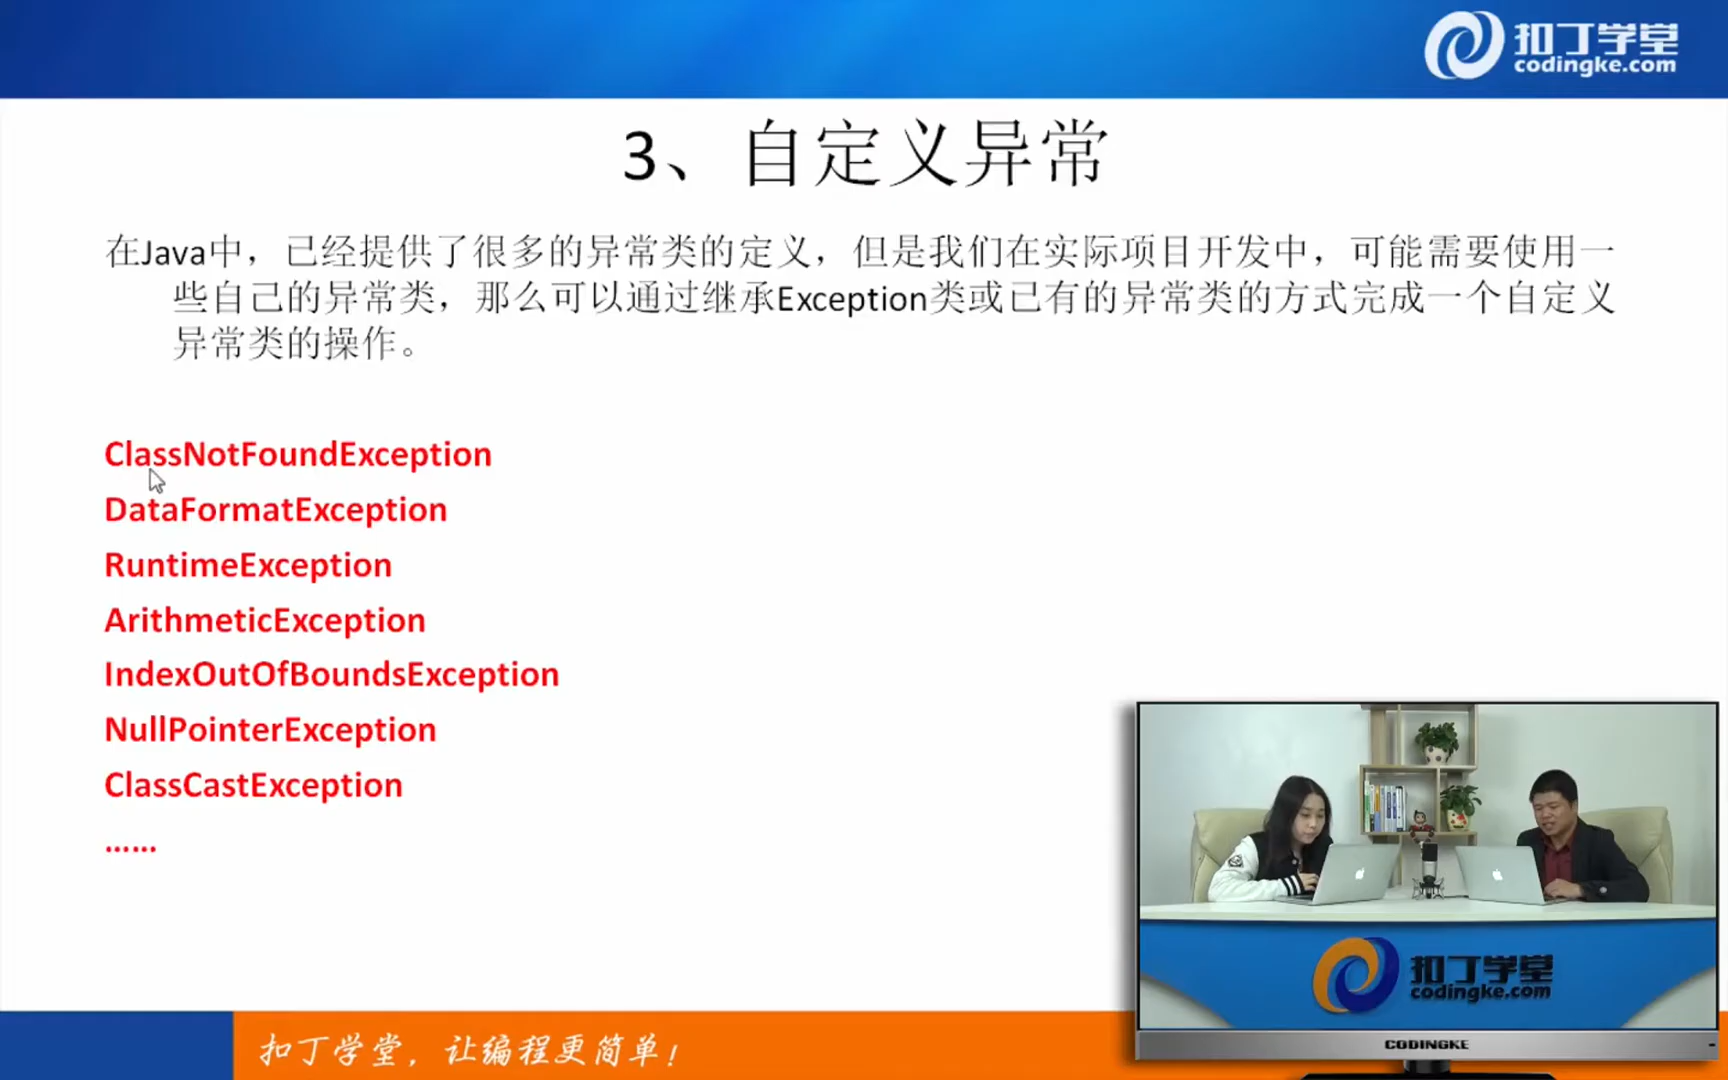 扣丁学堂
codingke.com
3、自定义异常
在Java中，已经提供了很多的异常类的定义，但是我们在实际项目开发中，可能需要使用一
些自己的异常类，那么可以通过继承Exception类或已有的异常类的方式完成一个自定义
异常类的操作。
ClassNotFoundException
DataFormatException
RuntimeException
ArithmeticException
IndexOutOfBoundsException
NullPointerException
ClassCastException
……
扣丁学堂
codingke.com
CODINGKE
扣丁学堂，让编程更简单！